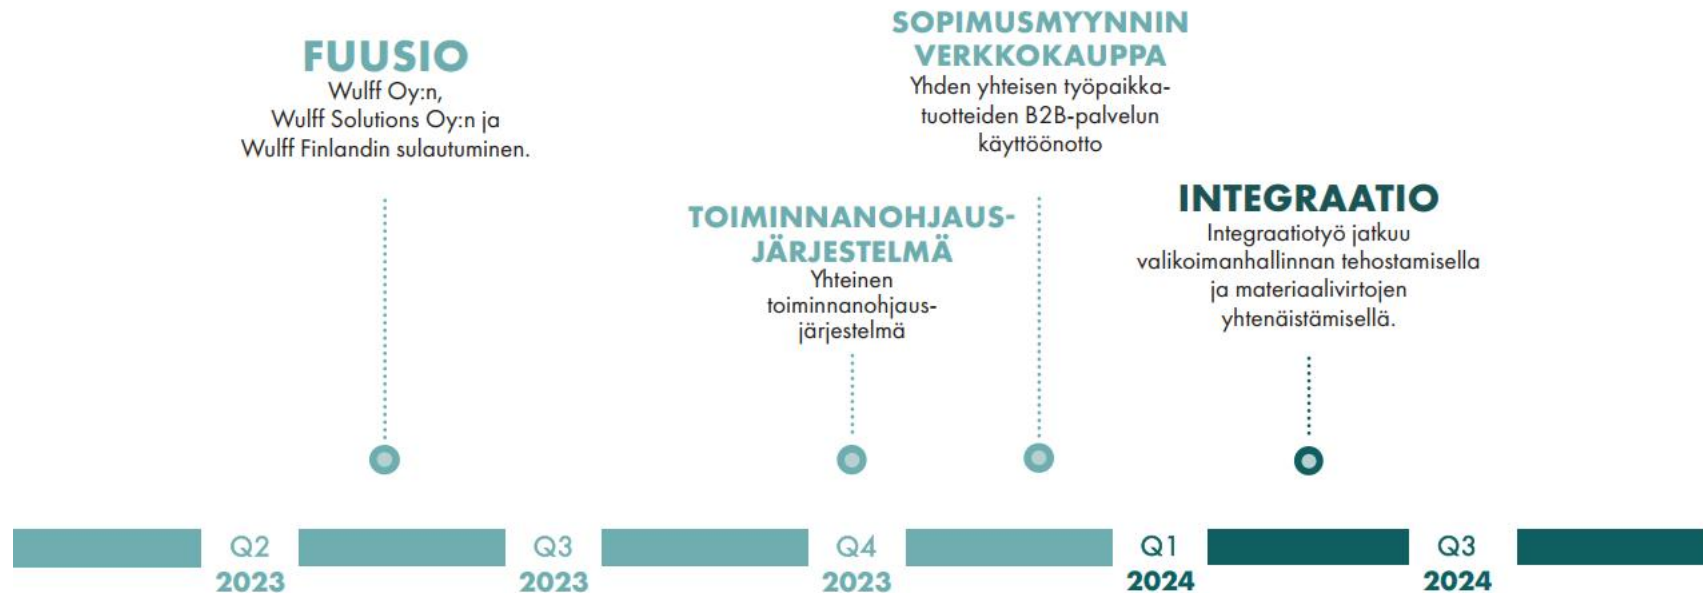 FUUSIO
Wulff Oy:n,
Wulff Solutions Oy:n ja
Wulff Finlandin sulautuminen.
TOIMINNANOHJAUS-
JÄRJESTELMÄ
Yhteinen
toiminnanohjaus-
järjestelmä
SOPIMUSMYYNNIN
VERKKOKAUPPA
Yhden yhteisen työpaikka-
tuotteiden B2B-palvelun
käyttöönotto
INTEGRAATIO
Integraatiotyö jatkuu
valikoimanhallinnan tehostamisella
ja materiaalivirtojen
yhtenäistämisellä.
Q2
2023
Q3
2023
Q4
2023
Q1
2024
Q3
2024